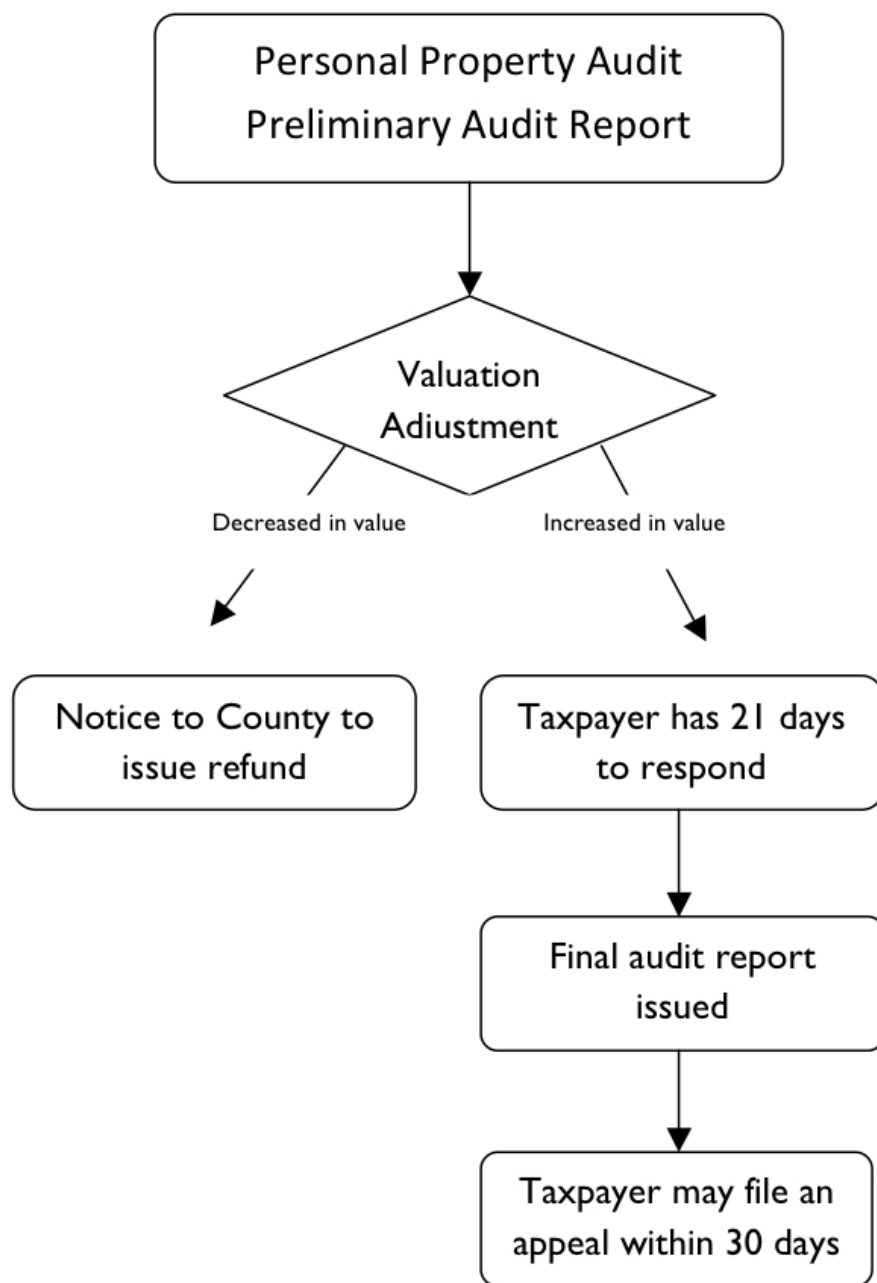 Personal Property Audit
Preliminary Audit Report
Valuation
Adiustment
Decreased in value
Increased in value
Notice to County to
issue refund
Taxpayer has 21 days
to respond
Final audit report
issued
Taxpayer may file an
appeal within 30 days